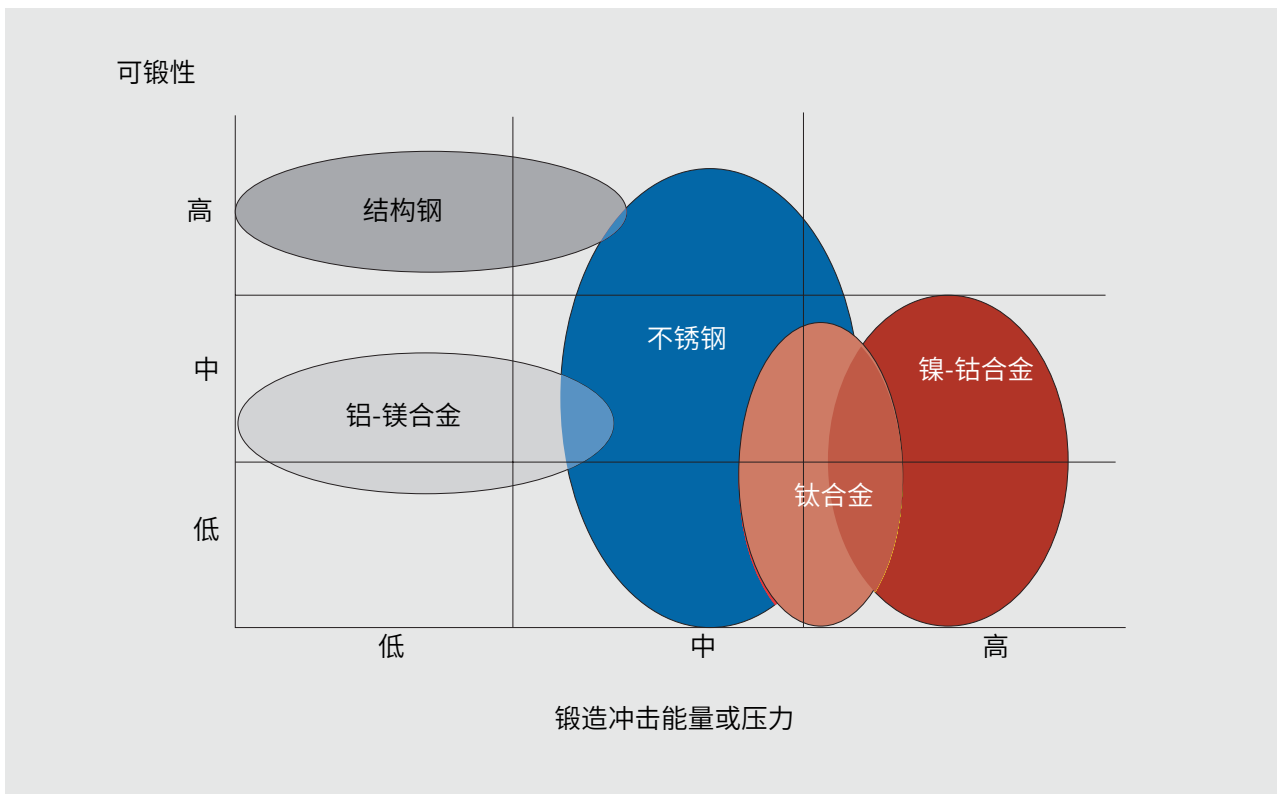 可锻性
高
结构钢
不锈钢
中
镍-钴合金
铝-镁合金
钛合金
低
低
中
高
锻造冲击能量或压力